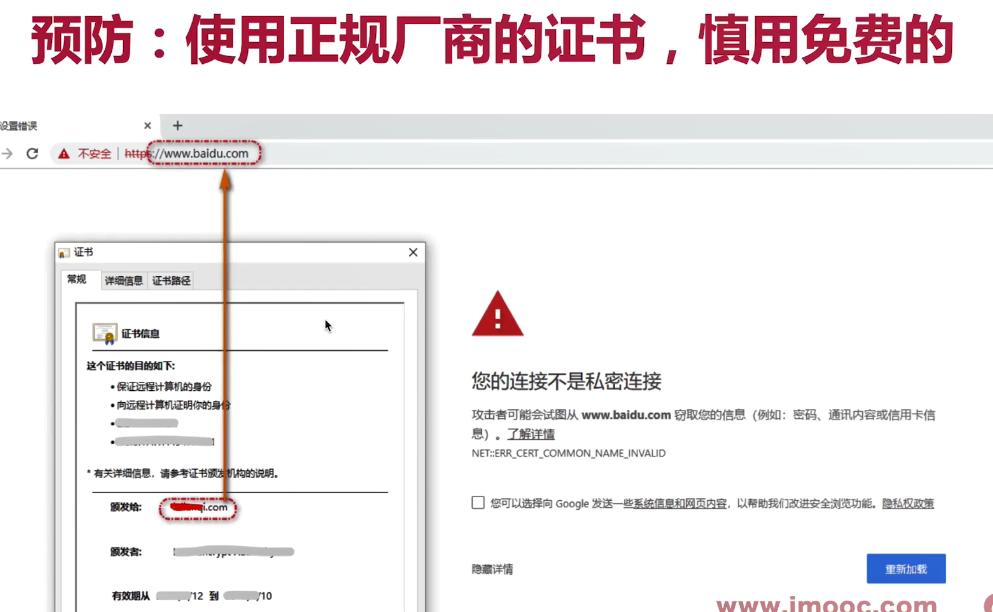 预防：使用正规厂商的证书，慎用免费的
设置错误
不安全 https://www.baidu.com
证书
常规 详细信息 证书路径
证书信息
这个证书的目的如下:
• 保证远程计算机的身份
• 向远程计算机证明你的身份
* 有关详细信息，请参考证书颁发机构的说明。
颁发给: qi.com
颁发者:
有效期从 /12 到 /10
您的连接不是私密连接
攻击者可能会试图从 www.baidu.com 窃取您的信息（例如：密码、通讯内容或信用卡信
息）。了解详情
NET::ERR_CERT_COMMON_NAME_INVALID
您可以选择向 Google 发送一些系统信息和网页内容，以帮助我们改进安全浏览功能。隐私权政策
隐藏详情
重新加载
www.imooc.com